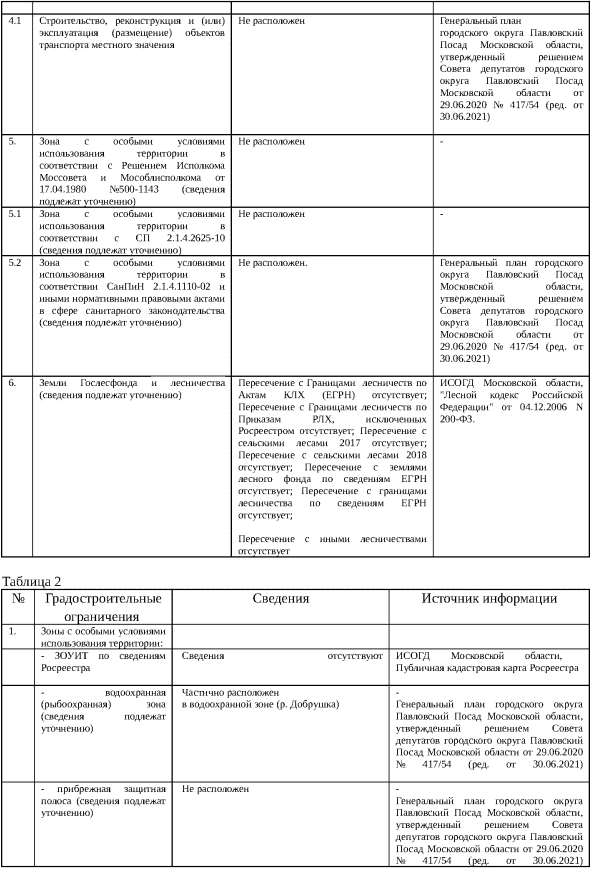 4.1
Строительство, реконструкция и (или)
эксплуатация (размещение) объектов
транспорта местного значения
Не расположен
Генеральный план
городского округа Павловский
Посад Московской области,
утвержденный решением
Совета депутатов городского
округа Павловский Посад
Московской области от
29.06.2020 № 417/54 (ред. от
30.06.2021)
5.
Зона с особыми условиями
использования территории в
соответствии с Решением Исполкома
Моссовета и Мособлисполкома от
17.04.1980 №500-1143 (сведения
подлежат уточнению)
Не расположен
-
5.1
Зона с особыми условиями
использования территории в
соответствии с СП 2.1.4.2625-10
(сведения подлежат уточнению)
Не расположен
-
5.2
Зона с особыми условиями
использования территории в
соответствии СанПиН 2.1.4.1110-02 и
иными нормативными правовыми актами
в сфере санитарного законодательства
(сведения подлежат уточнению)
Не расположен.
Генеральный план городского
округа Павловский Посад
Московской области,
утвержденный решением
Совета депутатов городского
округа Павловский Посад
Московской области от
29.06.2020 № 417/54 (ред. от
30.06.2021)
6.
Земли Гослесфонда и лесничества
(сведения подлежат уточнению)
Пересечение с Границами лесничеств по
Актам КЛХ (ЕГРН) отсутствует;
Пересечение с Границами лесничеств по
Приказам РЛХ, исключенных
Росреестром отсутствует; Пересечение с
сельскими лесами 2017 отсутствует;
Пересечение с сельскими лесами 2018
отсутствует; Пересечение с землями
лесного фонда по сведениям ЕГРН
отсутствует; Пересечение с границами
лесничества по сведениям ЕГРН
отсутствует;
Пересечение с иными лесничествами
отсутствует
ИСОГД Московской области,
"Лесной кодекс Российской
Федерации" от 04.12.2006 N
200-ФЗ.
Таблица 2
№
Градостроительные
ограничения
Сведения
Источник информации
1.
Зоны с особыми условиями
использования территории:
- ЗОУИТ по сведениям
Росреестра
Сведения отсутствуют
ИСОГД Московской области,
Публичная кадастровая карта Росреестра
- водоохранная
(рыбоохранная) зона
(сведения подлежат
уточнению)
Частично расположен
в водоохранной зоне (р. Добрушка)
-
Генеральный план городского округа
Павловский Посад Московской области,
утвержденный решением Совета
депутатов городского округа Павловский
Посад Московской области от 29.06.2020
№ 417/54 (ред. от 30.06.2021)
- прибрежная защитная
полоса (сведения подлежат
уточнению)
Не расположен
-
Генеральный план городского округа
Павловский Посад Московской области,
утвержденный решением Совета
депутатов городского округа Павловский
Посад Московской области от 29.06.2020
№ 417/54 (ред. от 30.06.2021)